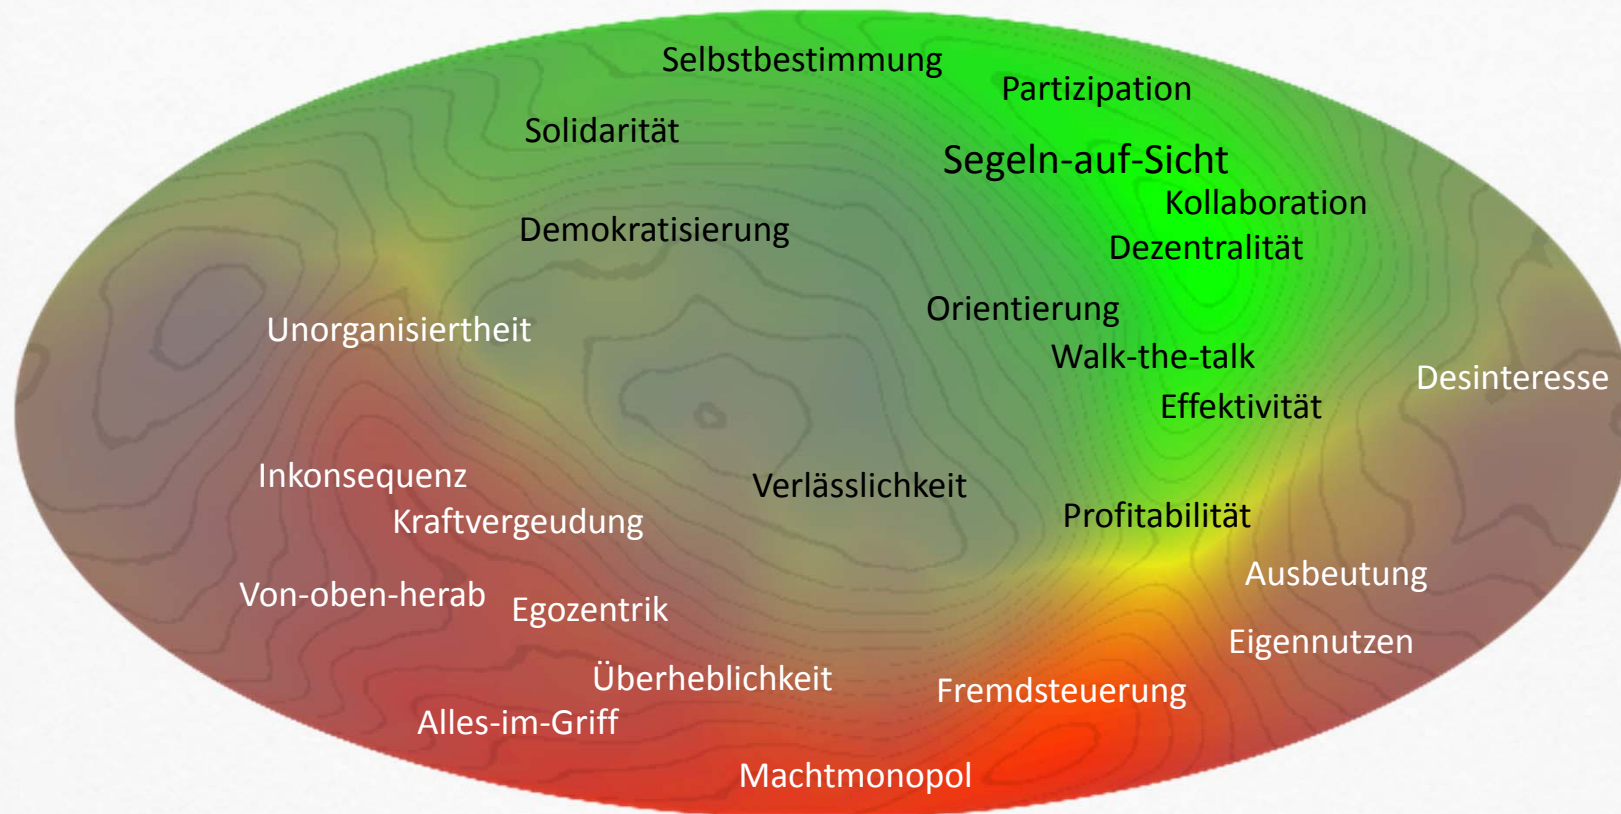 Selbstbestimmung
Partizipation
Solidarität
Segeln-auf-Sicht
Kollaboration
Demokratisierung
Dezentralität
Orientierung
Unorganisiertheit
Walk-the-talk
Desinteresse
Effektivität
Inkonsequenz
Verlässlichkeit
Kraftvergeudung
Profitabilität
Ausbeutung
Von-oben-herab
Egozentrik
Eigennutzen
Überheblichkeit
Fremdsteuerung
Alles-im-Griff
Machtmonopol